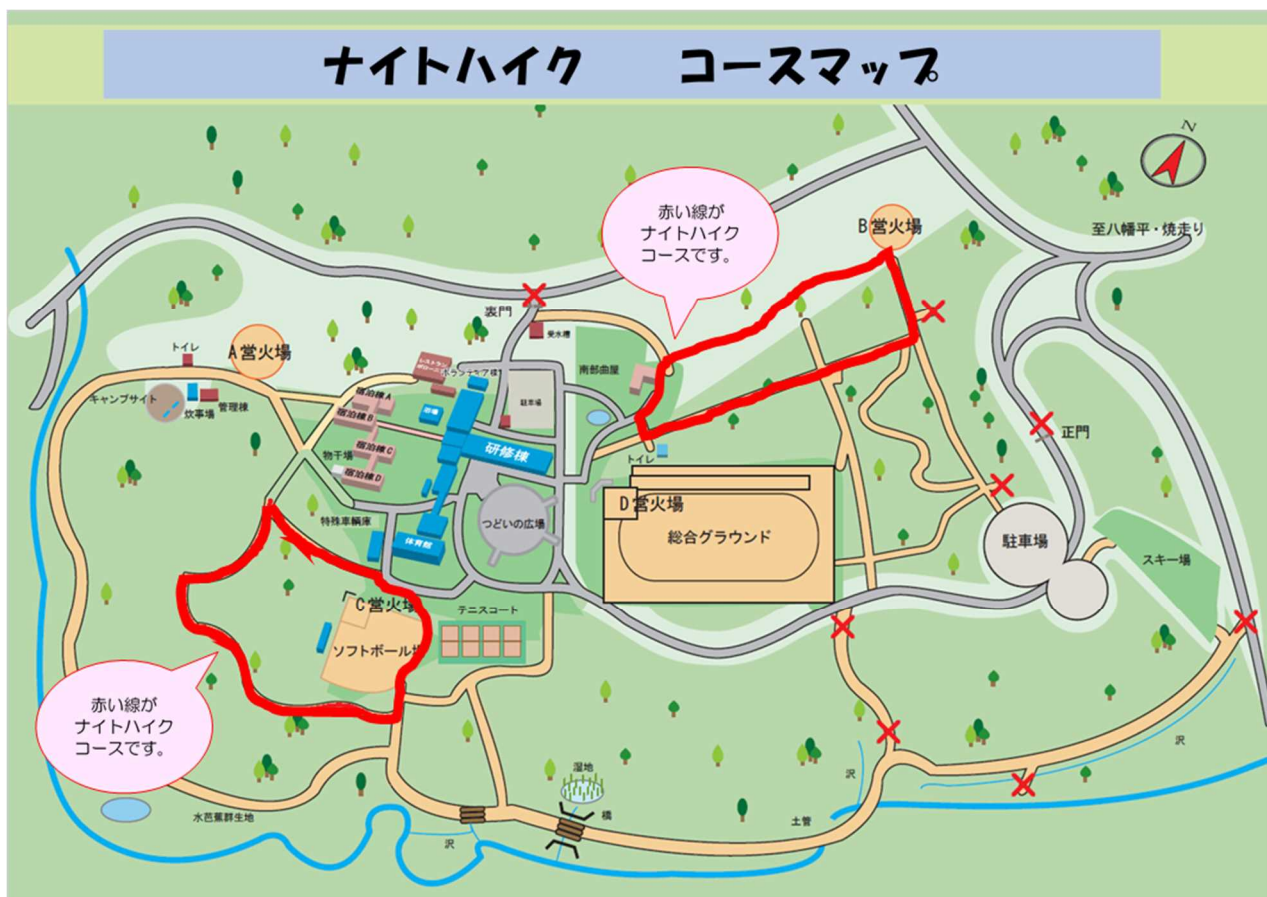 ナイトハイク　　コースマップ
N
赤い線が
ナイトハイク
コースです。
B営火場
至八幡平・焼走り
裏門
受水槽
トイレ
A営火場
キャンプサイト
炊事場
管理棟
宿泊棟A
宿泊棟B
宿泊棟C
宿泊棟D
物干場
駐車場
南部曲屋
研修棟
トイレ
正門
D営火場
総合グラウンド
つどいの広場
特殊車輌庫
体育館
駐車場
スキー場
C営火場
テニスコート
ソフトボール場
赤い線が
ナイトハイク
コースです。
水芭蕉群生地
湿地
橋
沢
土管
沢
沢